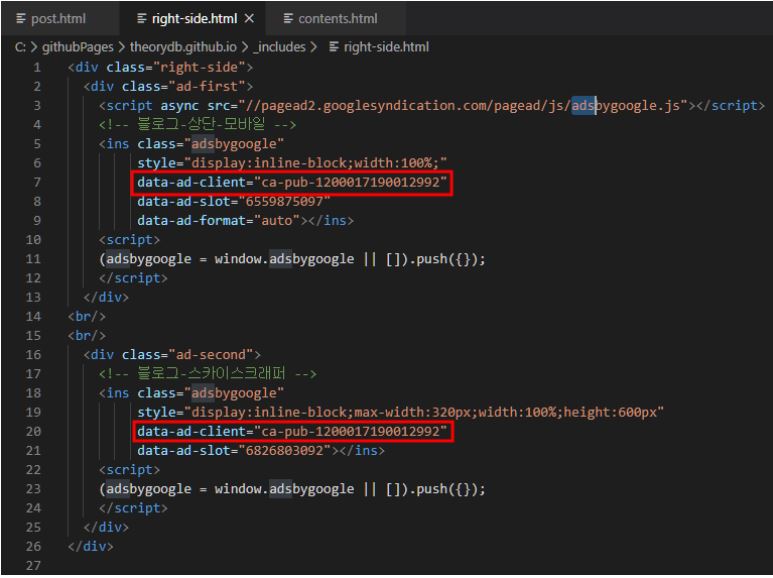 post.html right-side.html contents.html
C: > githubPages > theorydb.github.io > _includes > right-side.html
1 <div class="right-side">
2 <div class="ad-first">
3 <script async src="//pagead2.googlesyndication.com/pagead/js/adsbygoogle.js"></script>
4 <!-- 블로그-상단-모바일 -->
5 <ins class="adsbygoogle"
6 style="display:inline-block;width:100%;"
7 data-ad-client="ca-pub-1200017190012992"
8 data-ad-slot="6559875097"
9 data-ad-format="auto"></ins>
10 <script>
11 (adsbygoogle = window.adsbygoogle || []).push({});
12 </script>
13 </div>
14 <br/>
15 <br/>
16 <div class="ad-second">
17 <!-- 블로그-스카이스크래퍼 -->
18 <ins class="adsbygoogle"
19 style="display:inline-block;max-width:320px;width:100%;height:600px"
20 data-ad-client="ca-pub-1200017190012992"
21 data-ad-slot="6826803092"></ins>
22 <script>
23 (adsbygoogle = window.adsbygoogle || []).push({});
24 </script>
25 </div>
26 </div>
27